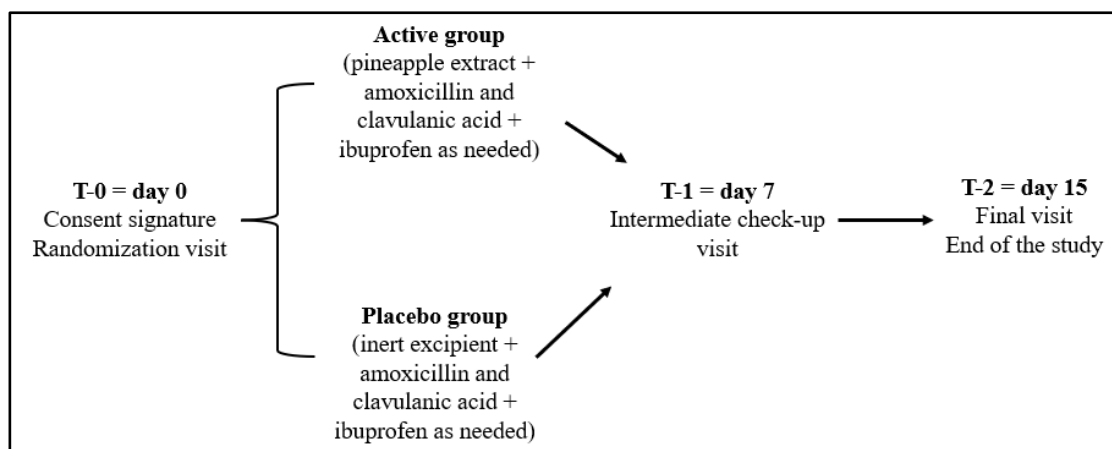 Active group
(pineapple extract +
amoxicillin and
clavulanic acid +
ibuprofen as needed)
T-0 = day 0
Consent signature
Randomization visit
T-1 = day 7
Intermediate check-up
visit
T-2 = day 15
Final visit
End of the study
Placebo group
(inert excipient +
amoxicillin and
clavulanic acid +
ibuprofen as needed)